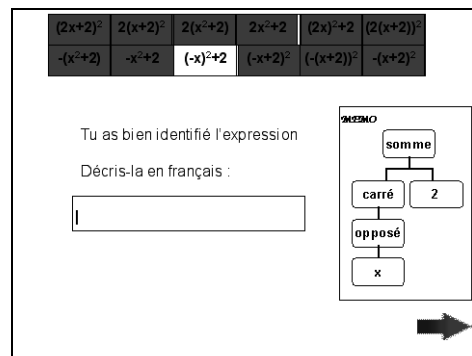 (2x+2)² 2(x+2)² 2(x²+2) 2x²+2 (2x)²+2 (2(x+2))²
-(x²+2) -x²+2 (-x)²+2 (-x+2)² (-(x+2))² -(x+2)²
Tu as bien identifié l'expression
Décris-la en français :
MEMO
somme
carré 2
opposé
x